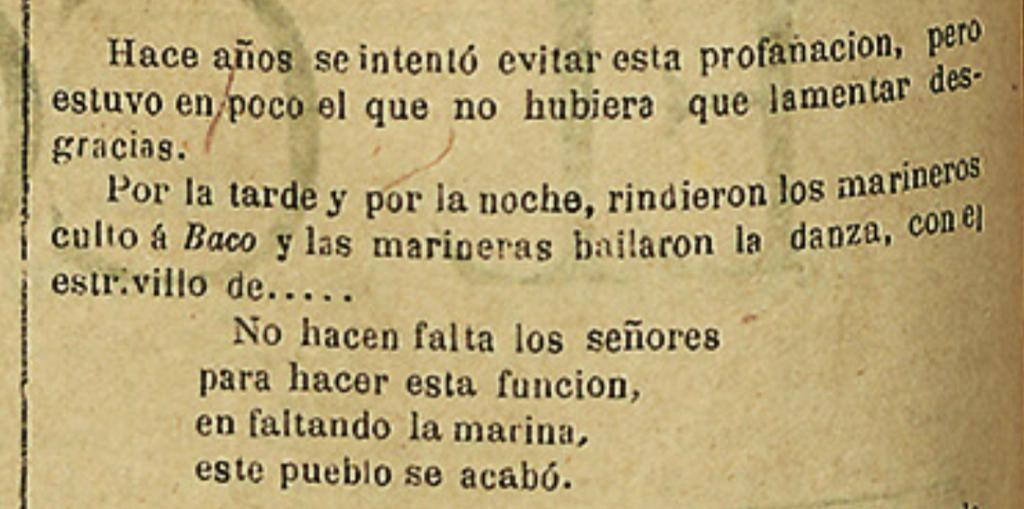 Hace años se intentó evitar esta profanacion, pero
estuvo en poco el que no hubiera que lamentar des-
gracias.
Por la tarde y por la noche, rindieron los marineros
culto á Baco y las marineras bailaron la danza, con el
estrivillo de.....
No hacen falta los señores
para hacer esta funcion,
en faltando la marina,
este pueblo se acabó.